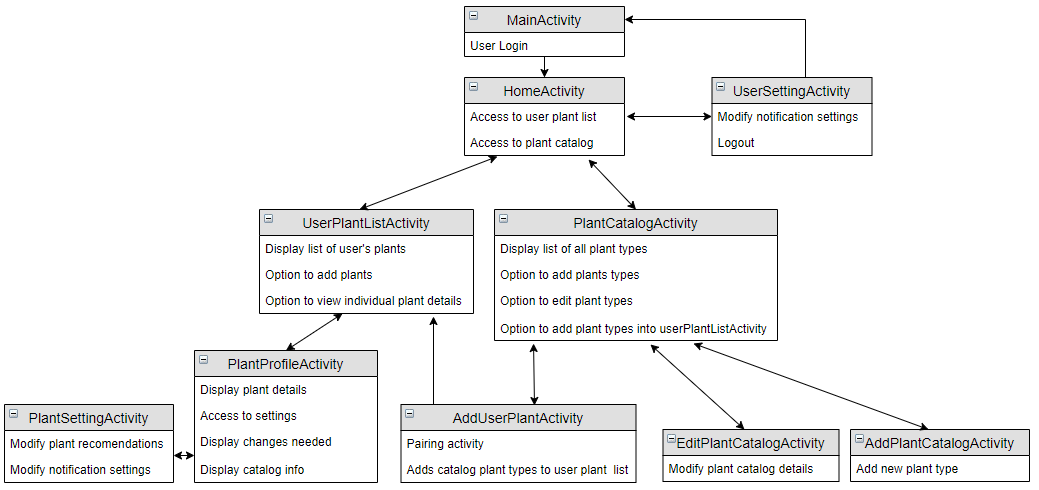 MainActivity
User Login
HomeActivity
Access to user plant list
Access to plant catalog
UserSettingActivity
Modify notification settings
Logout
UserPlantListActivity
Display list of user's plants
Option to add plants
Option to view individual plant details
PlantCatalogActivity
Display list of all plant types
Option to add plants types
Option to edit plant types
Option to add plant types into userPlantListActivity
PlantProfileActivity
Display plant details
Access to settings
Display changes needed
Display catalog info
PlantSettingActivity
Modify plant recomendations
Modify notification settings
AddUserPlantActivity
Pairing activity
Adds catalog plant types to user plant list
EditPlantCatalogActivity
Modify plant catalog details
AddPlantCatalogActivity
Add new plant type